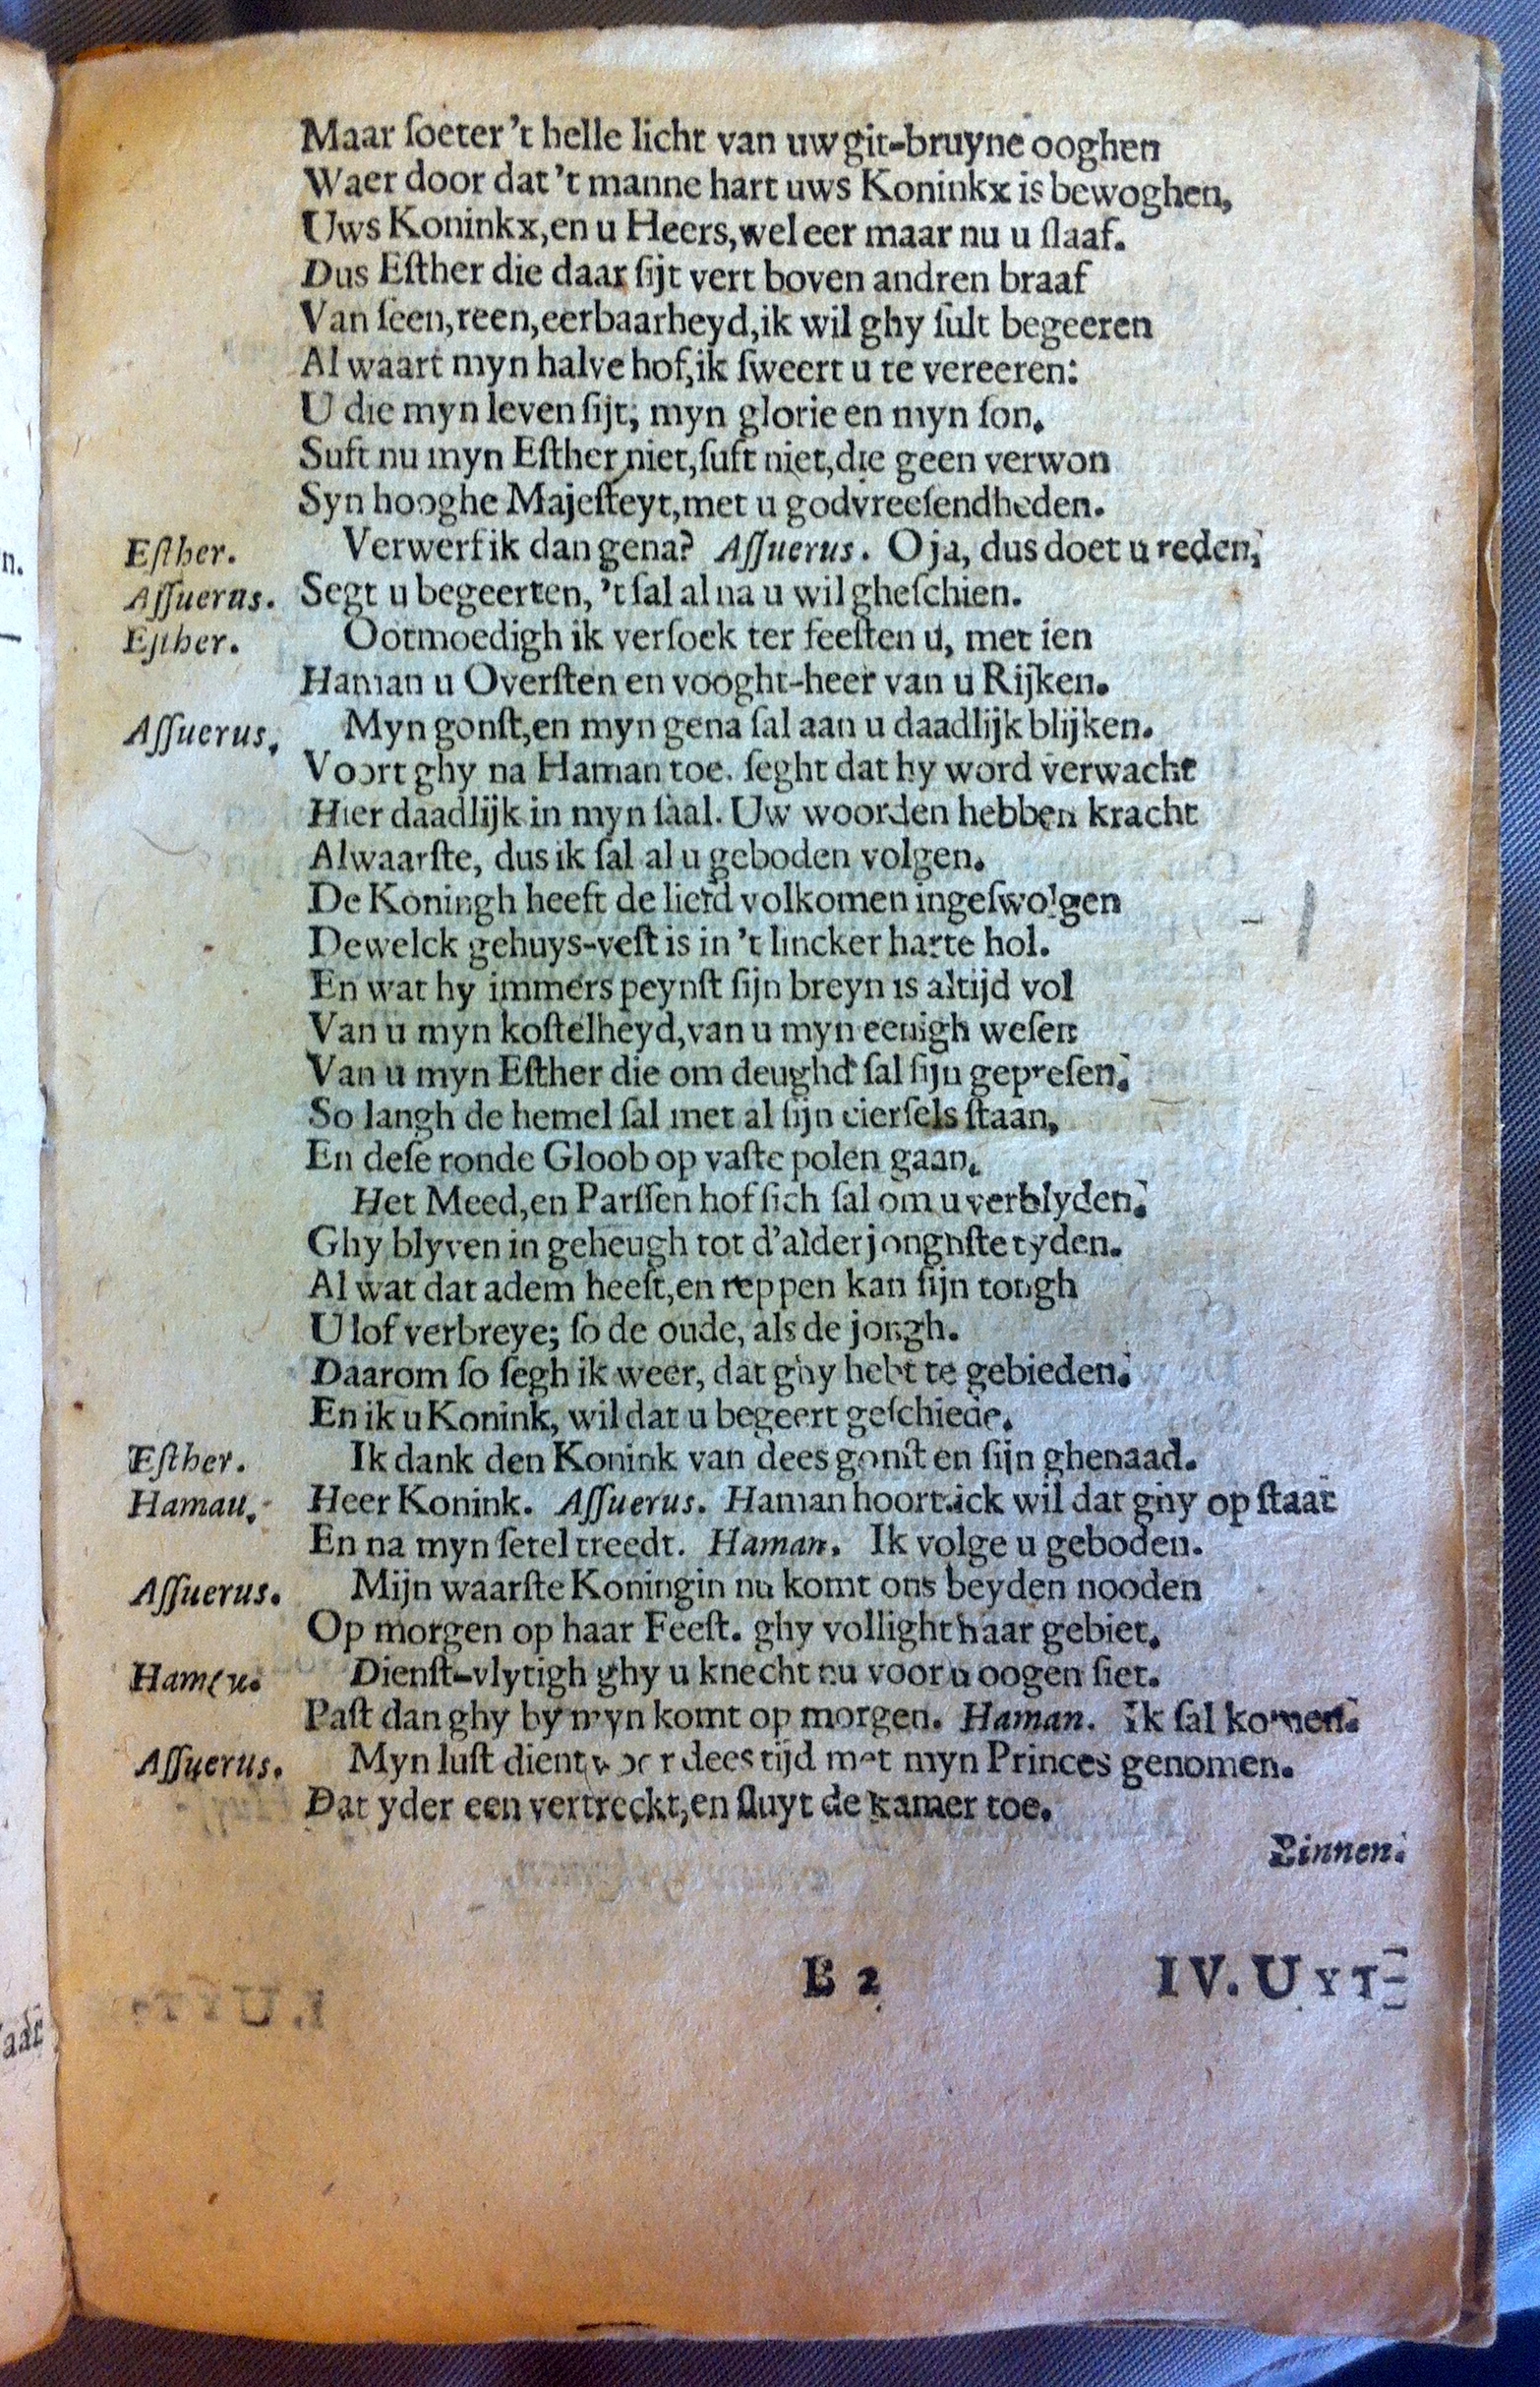 Maar ſoeter 't helle licht van uw git-bruyne ooghen
Waer door dat 't manne hart uws Koninkx is bewoghen,
Uws Koninkx, en u Heers, wel eer maar nu u ſlaaf.
Dus Eſther die daar ſijt vert boven andren braaf
Van ſeen, reen, eerbaarheyd, ik wil ghy ſult begeeren
Al waart myn halve hof, ik ſweert u te vereeren:
U die myn leven ſijt, myn glorie en myn ſon.
Suft nu myn Eſther niet, ſuft niet, die geen verwon
Syn hooghe Majeſteyt, met u godvreeſendheden.
Eſther. Verwerf ik dan gena? Aſſuerus. O ja, dus doet u reden,
Aſſuerus. Segt u begeerten, 't ſal al na u wil gheſchien.
Eſther. Ootmoedigh ik verſoek ter feeſten u, met ien
Haman u Overſten en vooght-heer van u Rijken.
Aſſuerus. Myn gonſt, en myn gena ſal aan u daadlijk blijken.
Voort ghy na Haman toe. ſeght dat hy word verwacht
Hier daadlijk in myn ſaal. Uw woorden hebben kracht
Alwaarſte, dus ik ſal al u geboden volgen.
De Koningh heeft de liefd volkomen ingeſwolgen
Dewelck gehuys-veſt is in 't lincker harte hol.
En wat hy immers peynſt ſijn breyn is altijd vol
Van u myn koſtelheyd, van u myn eenigh weſen
Van u myn Eſther die om deughd ſal ſijn gepreſen.
So langh de hemel ſal met al ſijn cierſels ſtaan,
En deſe ronde Gloob op vaſte polen gaan.
Het Meed, en Parſſen hof ſich ſal om u verblyden.
Ghy blyven in geheugh tot d'alderjongnſte tyden.
Al wat dat adem heeft, en reppen kan ſijn tongh
U lof verbreye; ſo de oude, als de jongh.
Daarom ſo ſegh ik weer, dat ghy hebt te gebieden.
En ik u Konink, wil dat u begeert geſchiede.
Eſther. Ik dank den Konink van dees gonſt en ſijn ghenaad.
Haman. Heer Konink. Aſſuerus. Haman hoort. ick wil dat ghy op ſtaat
En na myn ſetel treedt. Haman. Ik volge u geboden.
Aſſuerus. Mijn waarſte Koningin nu komt ons beyden nooden
Op morgen op haar Feeſt. ghy vollight haar gebiet.
Haman. Dienſt-vlytigh ghy u knecht nu voor u oogen ſiet.
Paſt dan ghy by myn komt op morgen. Haman. Ik ſal komen.
Aſſuerus. Myn luſt dient voor dees tijd met myn Princes genomen.
Dat yder een vertreckt, en ſluyt de kamer toe.
Binnen.
B 2 IV. UYT-